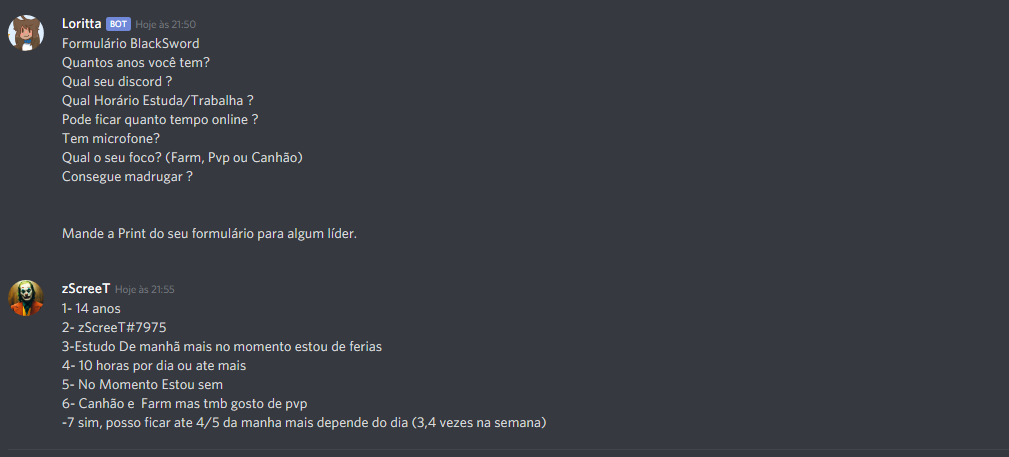 Loritta BOT Hoje às 21:50
Formulário BlackSword
Quantos anos você tem?
Qual seu discord ?
Qual Horário Estuda/Trabalha ?
Pode ficar quanto tempo online ?
Tem microfone?
Qual o seu foco? (Farm, Pvp ou Canhão)
Consegue madrugar ?
Mande a Print do seu formulário para algum líder.
zScreeT Hoje às 21:55
1- 14 anos
2- zScreeT#7975
3-Estudo De manhã mais no momento estou de ferias
4- 10 horas por dia ou ate mais
5- No Momento Estou sem
6- Canhão e  Farm mas tmb gosto de pvp
-7 sim, posso ficar ate 4/5 da manha mais depende do dia (3,4 vezes na semana)